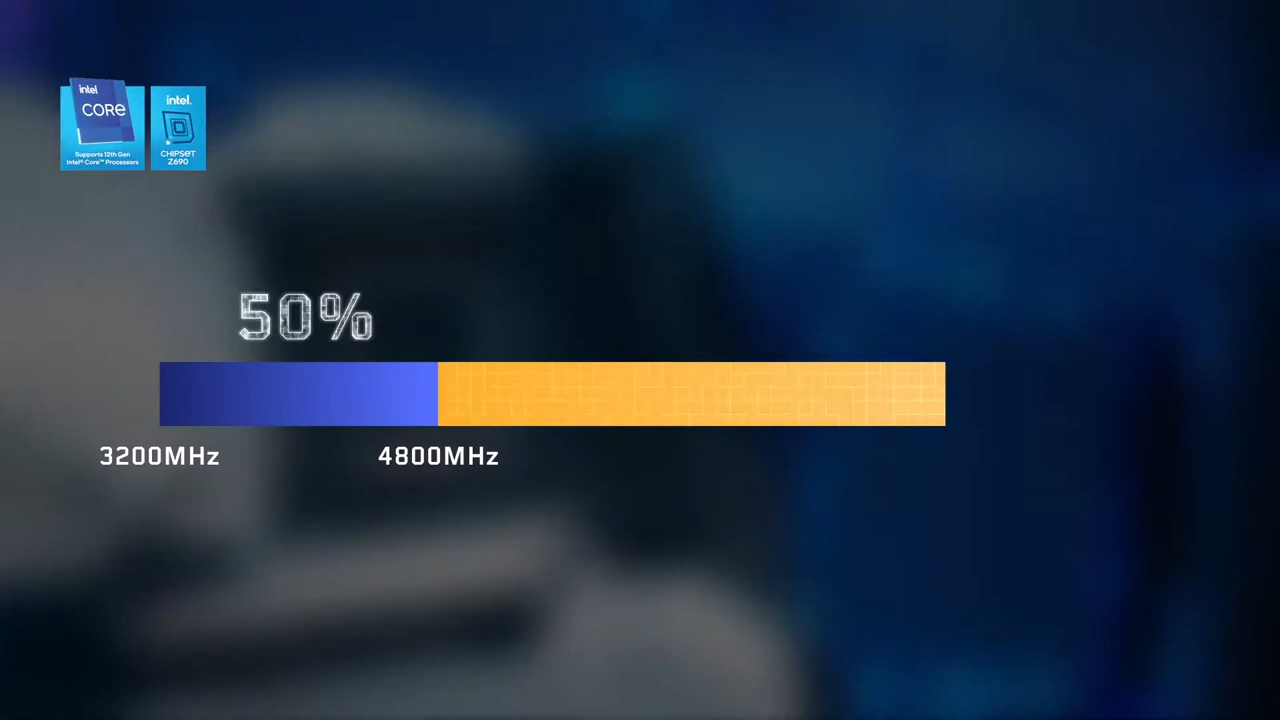 intel.
CORE
Supports 12th Gen
Intel® Core™ Processors
intel.
CHIPSET
Z690
50%
3200MHz
4800MHz